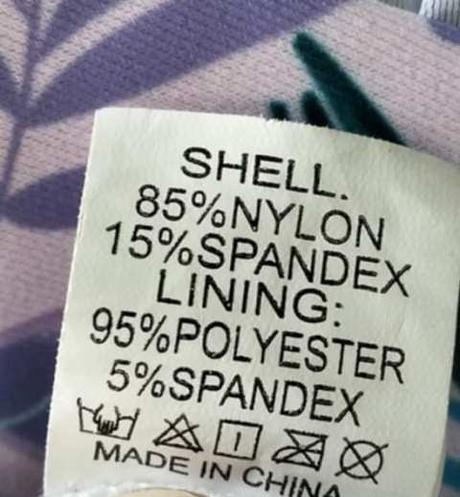 SHELL.
85%NYLON
15%SPANDEX
LINING:
95%POLYESTER
5%SPANDEX
MADE IN CHINA